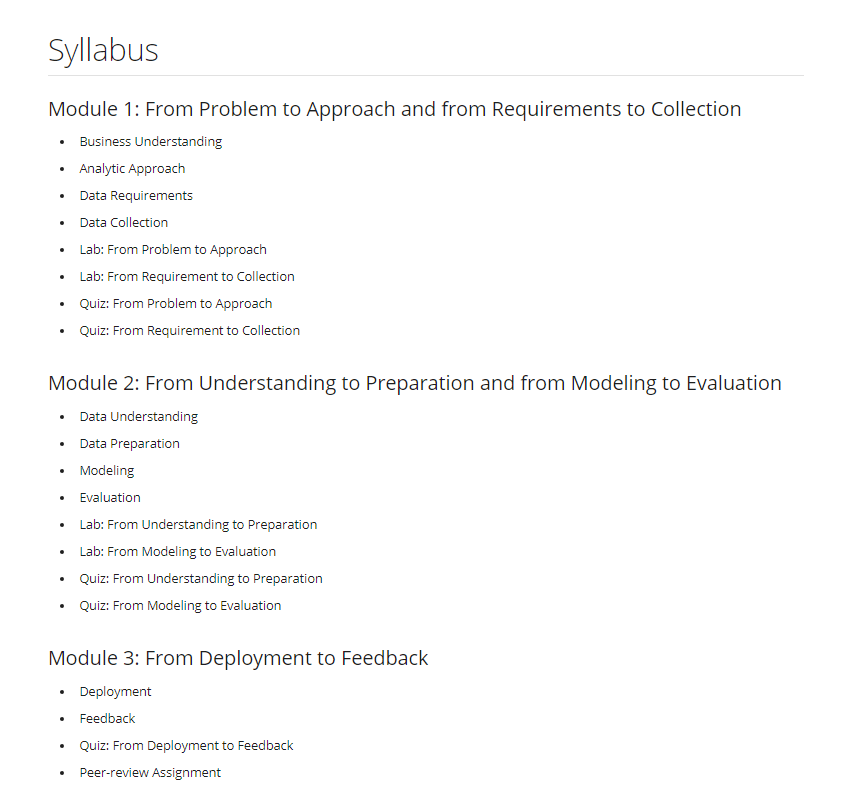 Syllabus
Module 1: From Problem to Approach and from Requirements to Collection
• Business Understanding
• Analytic Approach
• Data Requirements
• Data Collection
• Lab: From Problem to Approach
• Lab: From Requirement to Collection
• Quiz: From Problem to Approach
• Quiz: From Requirement to Collection
Module 2: From Understanding to Preparation and from Modeling to Evaluation
• Data Understanding
• Data Preparation
• Modeling
• Evaluation
• Lab: From Understanding to Preparation
• Lab: From Modeling to Evaluation
• Quiz: From Understanding to Preparation
• Quiz: From Modeling to Evaluation
Module 3: From Deployment to Feedback
• Deployment
• Feedback
• Quiz: From Deployment to Feedback
• Peer-review Assignment